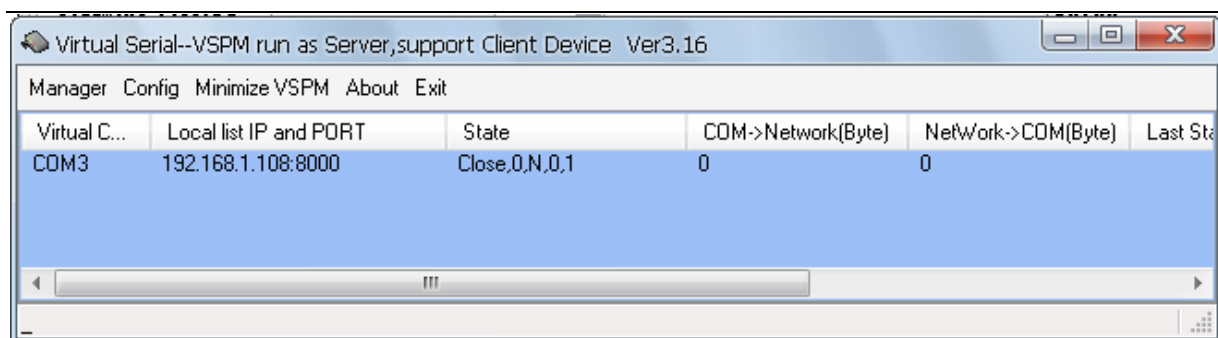 Virtual Serial--VSPM run as Server,support Client Device Ver3.16
Manager Config Minimize VSPM About Exit
Virtual C... Local list IP and PORT State COM->Network(Byte) NetWork->COM(Byte) Last Sta
COM3 192.168.1.108:8000 Close,0,N,0,1 0 0